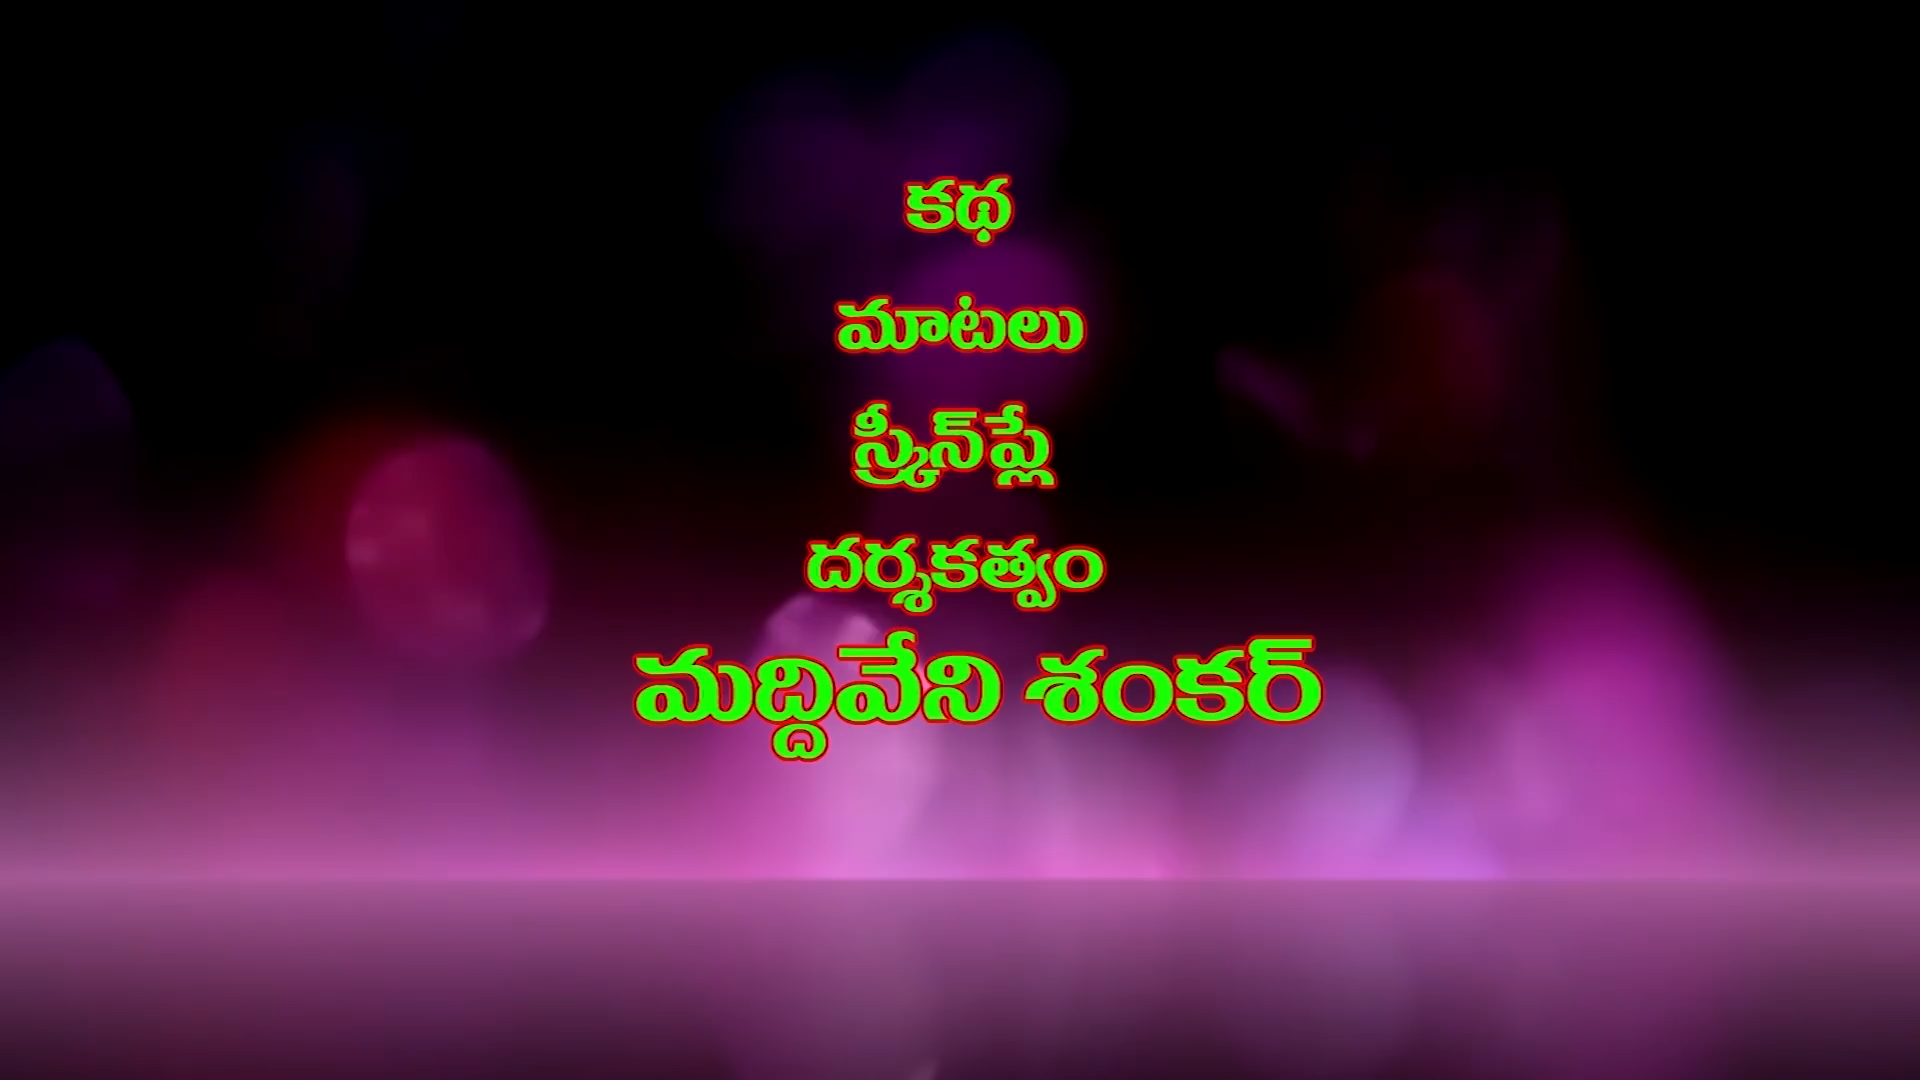 కథ
మాటలు
స్క్రీన్‌ప్లే
దర్శకత్వం
మద్దివేని శంకర్